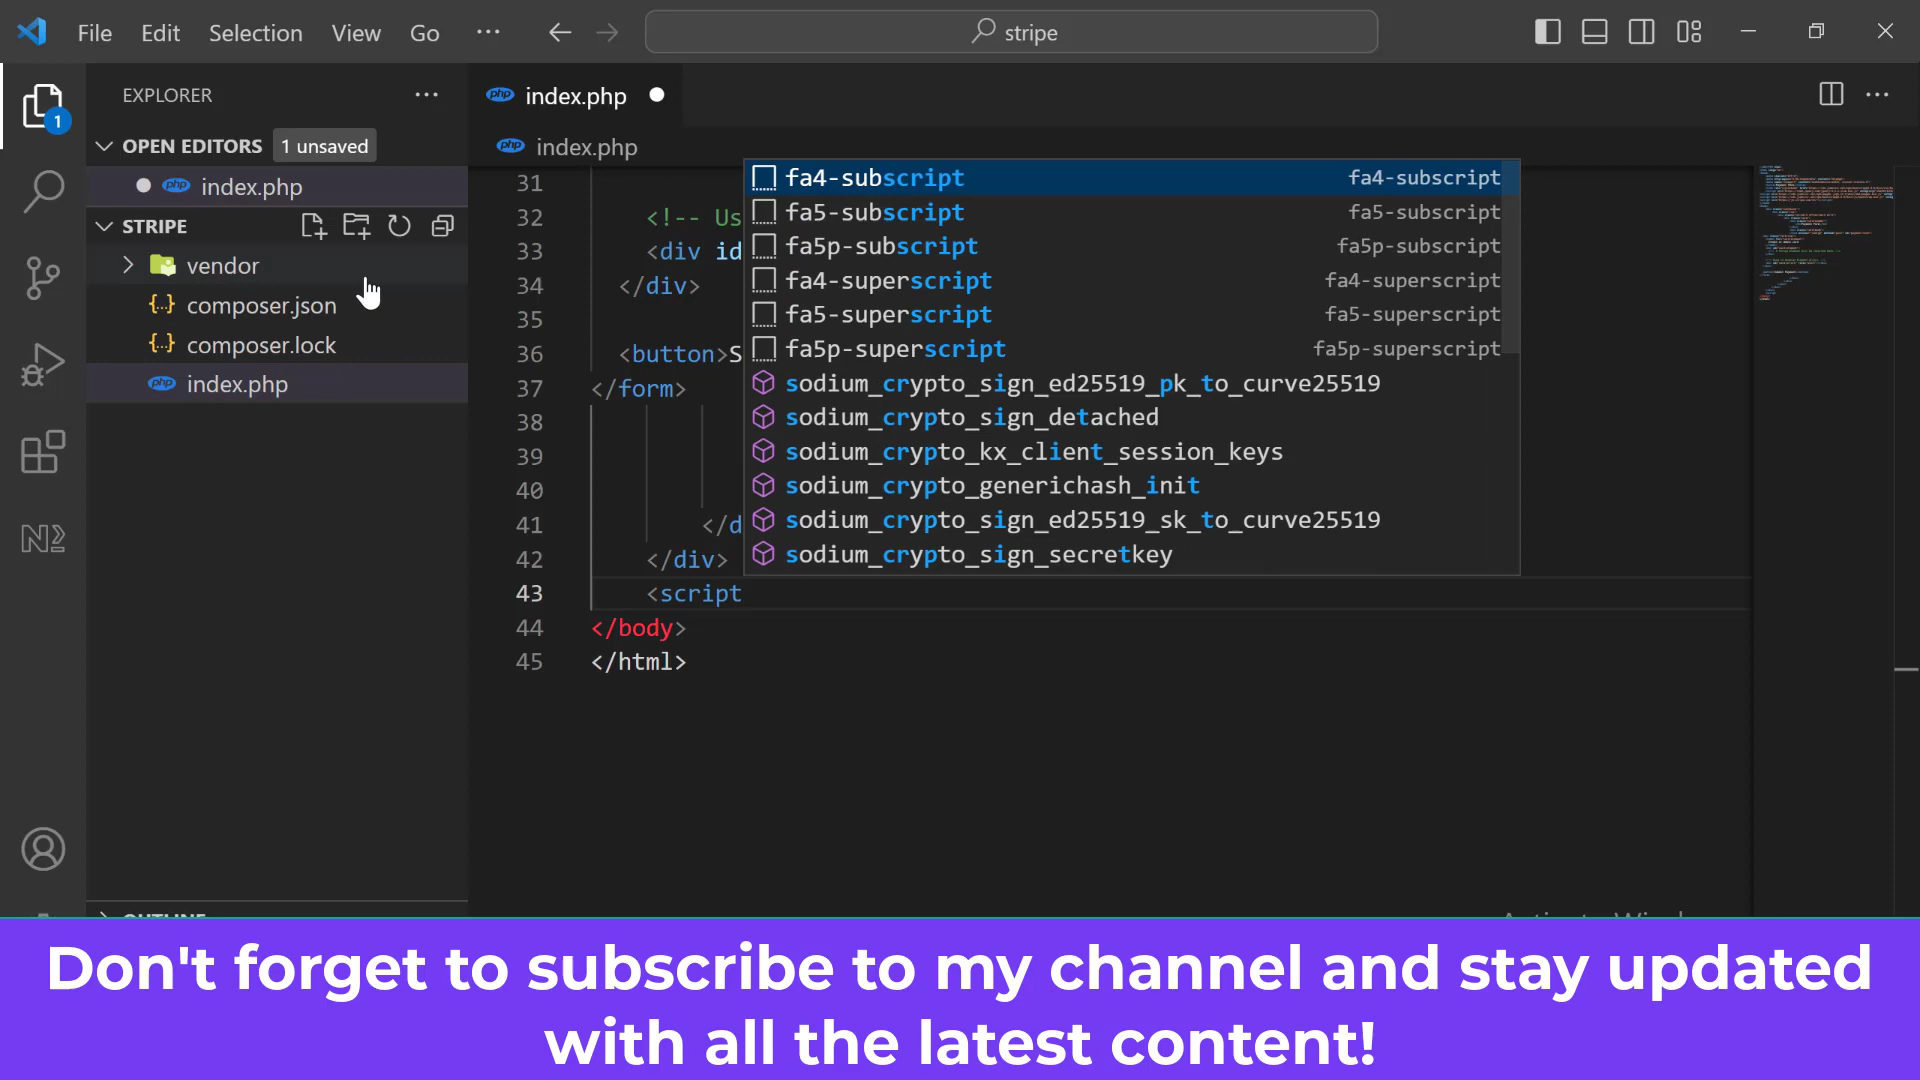 File Edit Selection View Go ··· stripe
EXPLORER ···
OPEN EDITORS 1 unsaved
index.php
STRIPE
vendor
composer.json
composer.lock
index.php
1
index.php
index.php
31
32 <!-- Us
33 <div id
34 </div>
35
36 <button>S
37 </form>
38
39
40
41 </d
42 </div>
43 <script
44 </body>
45 </html>
fa4-subscript fa4-subscript
fa5-subscript fa5-subscript
fa5p-subscript fa5p-subscript
fa4-superscript fa4-superscript
fa5-superscript fa5-superscript
fa5p-superscript fa5p-superscript
sodium_crypto_sign_ed25519_pk_to_curve25519
sodium_crypto_sign_detached
sodium_crypto_kx_client_session_keys
sodium_crypto_generichash_init
sodium_crypto_sign_ed25519_sk_to_curve25519
sodium_crypto_sign_secretkey
OUTLINE
Don't forget to subscribe to my channel and stay updated
with all the latest content!